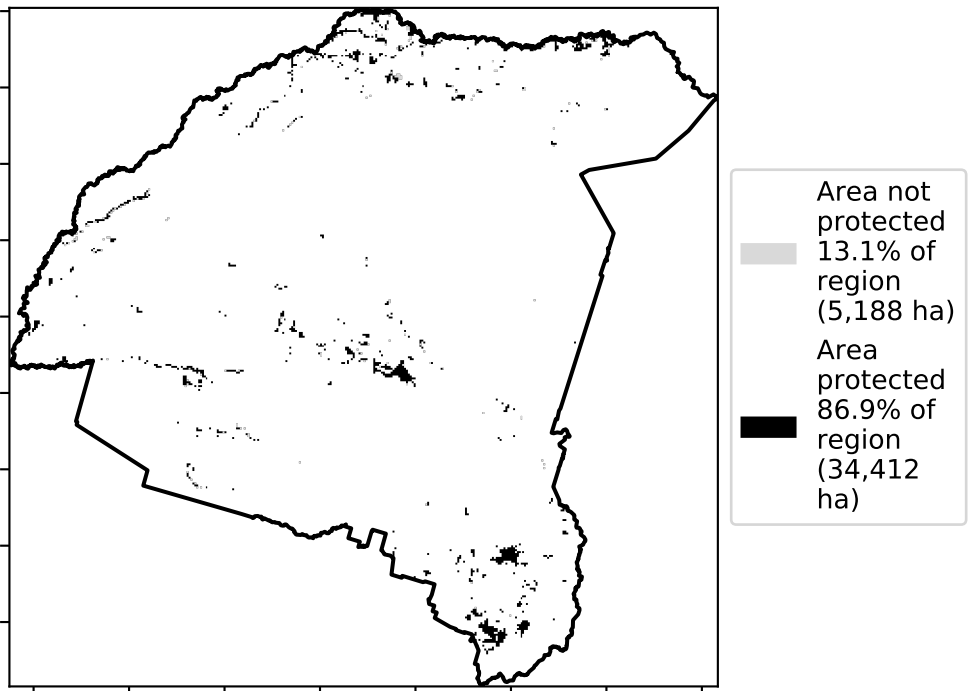 Area not
protected
13.1% of
region
(5,188 ha)
Area
protected
86.9% of
region
(34,412
ha)